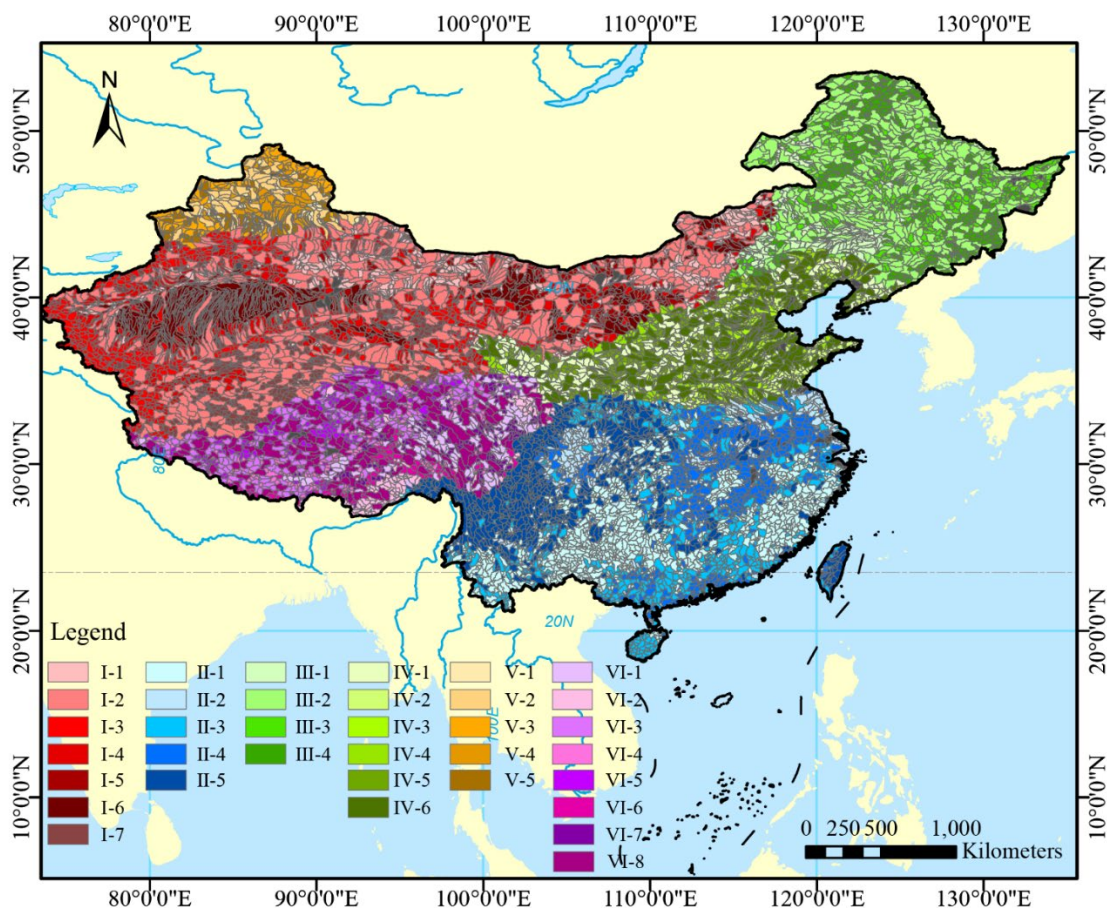 80°0'0"E 90°0'0"E 100°0'0"E 110°0'0"E 120°0'0"E 130°0'0"E
N
50°0'0"N 50°0'0"N
40°0'0"N 40°0'0"N
30°0'0"N 30°0'0"N
80E
20°0'0"N 20°0'0"N
20N
Legend
I-1 II-1 III-1 IV-1 V-1 VI-1
I-2 II-2 III-2 IV-2 V-2 VI-2
I-3 II-3 III-3 IV-3 V-3 VI-3
100E
I-4 II-4 III-4 IV-4 V-4 VI-4
I-5 II-5 IV-5 V-5 VI-5
10°0'0"N 10°0'0"N
I-6 IV-6 VI-6
I-7 VI-7
VI-8
0 250 500 1,000
Kilometers
80°0'0"E 90°0'0"E 100°0'0"E 110°0'0"E 120°0'0"E 130°0'0"E